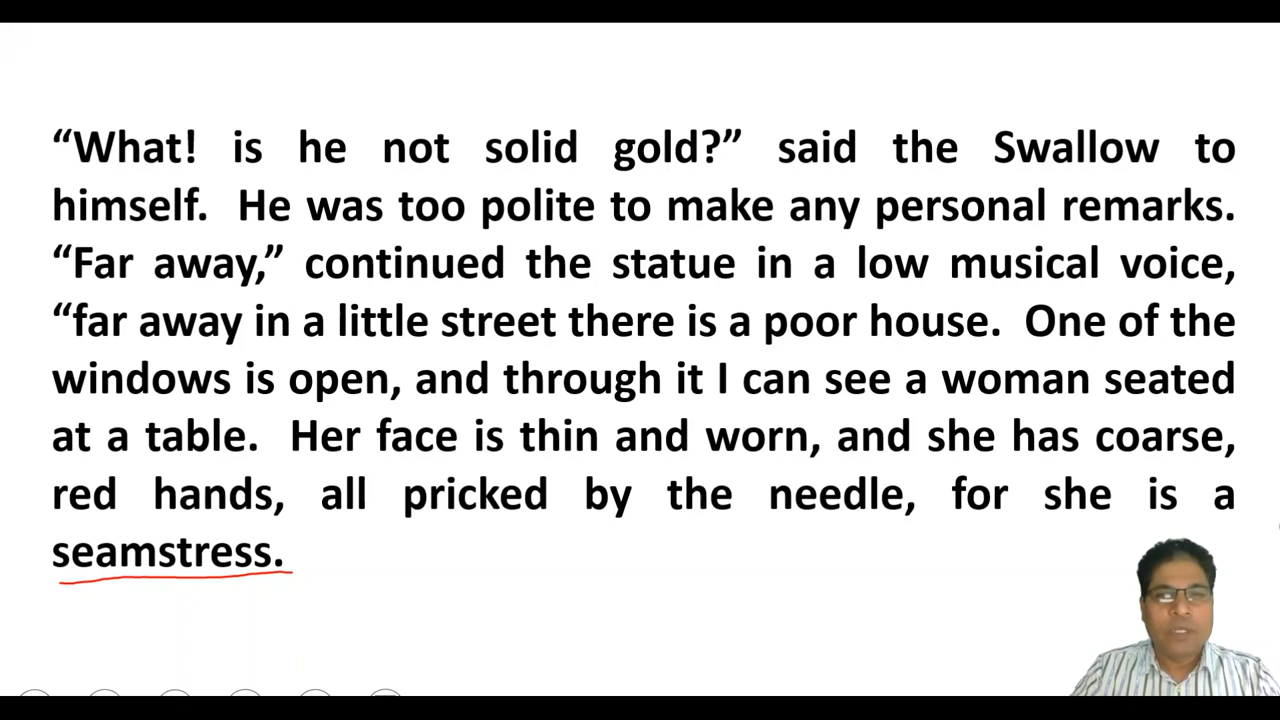 “What! is he not solid gold?” said the Swallow to
himself. He was too polite to make any personal remarks.
“Far away,” continued the statue in a low musical voice,
“far away in a little street there is a poor house. One of the
windows is open, and through it I can see a woman seated
at a table. Her face is thin and worn, and she has coarse,
red hands, all pricked by the needle, for she is a
seamstress.